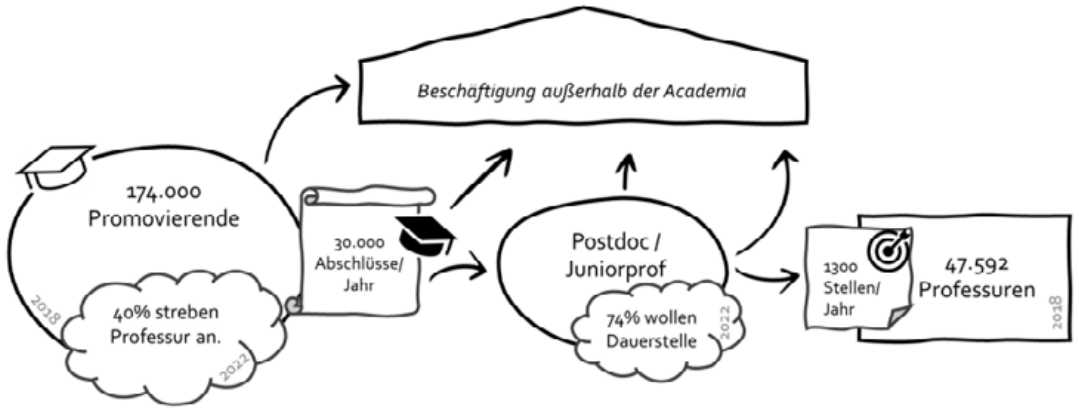 Beschäftigung außerhalb der Academia
174.000
Promovierende
2018
40% streben
Professur an.
2022
30.000
Abschlüsse/
Jahr
Postdoc /
Juniorprof
74% wollen
Dauerstelle
2022
1300
Stellen/
Jahr
47.592
Professuren
2018